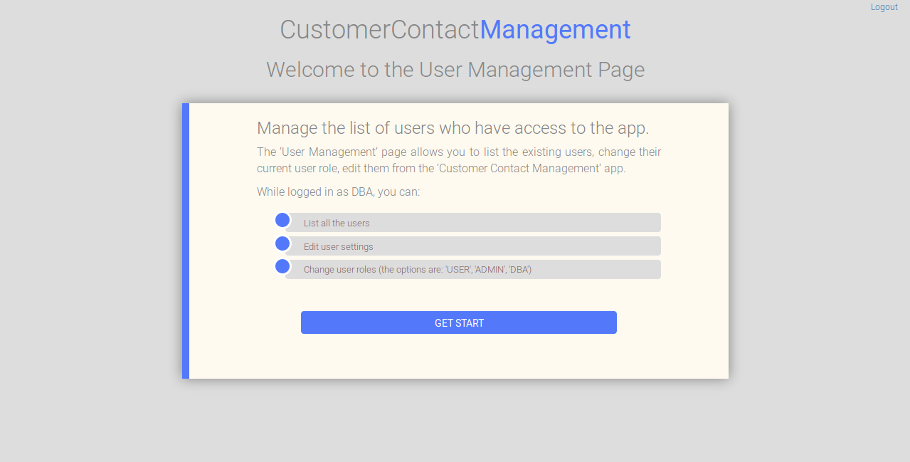 Logout
CustomerContactManagement
Welcome to the User Management Page
Manage the list of users who have access to the app.
The 'User Management' page allows you to list the existing users, change their
current user role, edit them from the 'Customer Contact Management' app.
While logged in as DBA, you can:
List all the users
Edit user settings
Change user roles (the options are: 'USER', 'ADMIN', 'DBA')
GET START